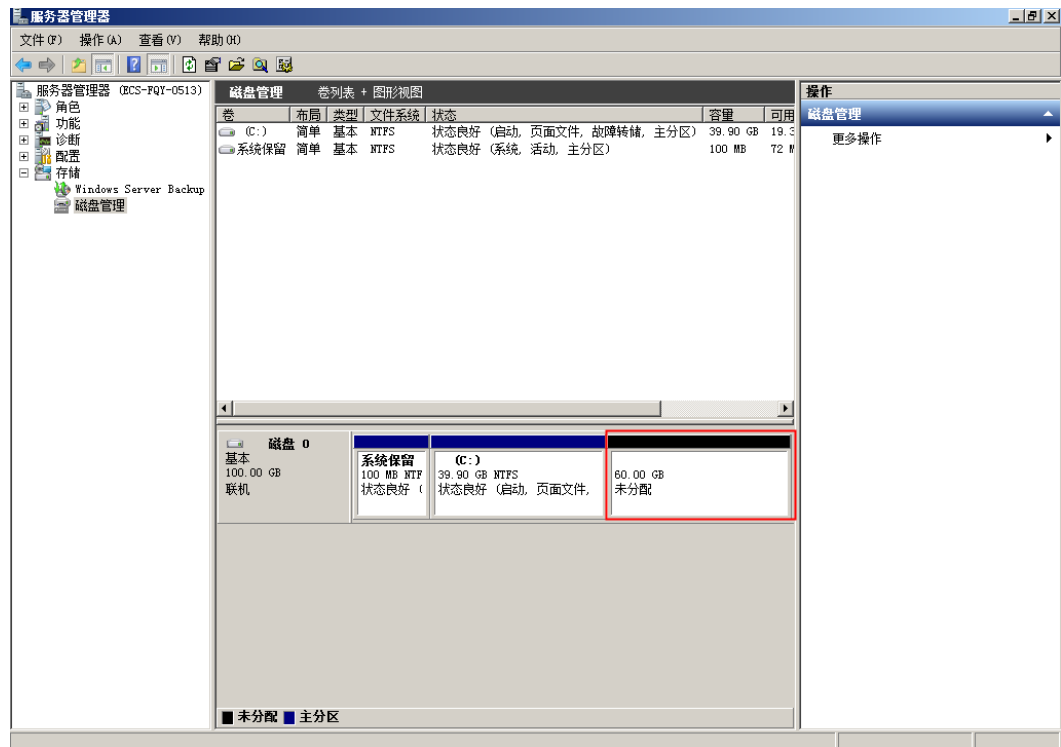 服务器管理器
文件(F) 操作(A) 查看(V) 帮助(H)
服务器管理器 (ECS-FQY-0513)
角色
功能
诊断
配置
存储
Windows Server Backup
磁盘管理
磁盘管理 卷列表 + 图形视图
卷 布局 类型 文件系统 状态 容量 可用
(C:) 简单 基本 NTFS 状态良好 (启动, 页面文件, 故障转储, 主分区) 39.90 GB 19.3
系统保留 简单 基本 NTFS 状态良好 (系统, 活动, 主分区) 100 MB 72 M
磁盘 0
基本
100.00 GB
联机
系统保留
100 MB NTF
状态良好 (
(C:)
39.90 GB NTFS
状态良好 (启动, 页面文件,
60.00 GB
未分配
未分配 主分区
操作
磁盘管理
更多操作